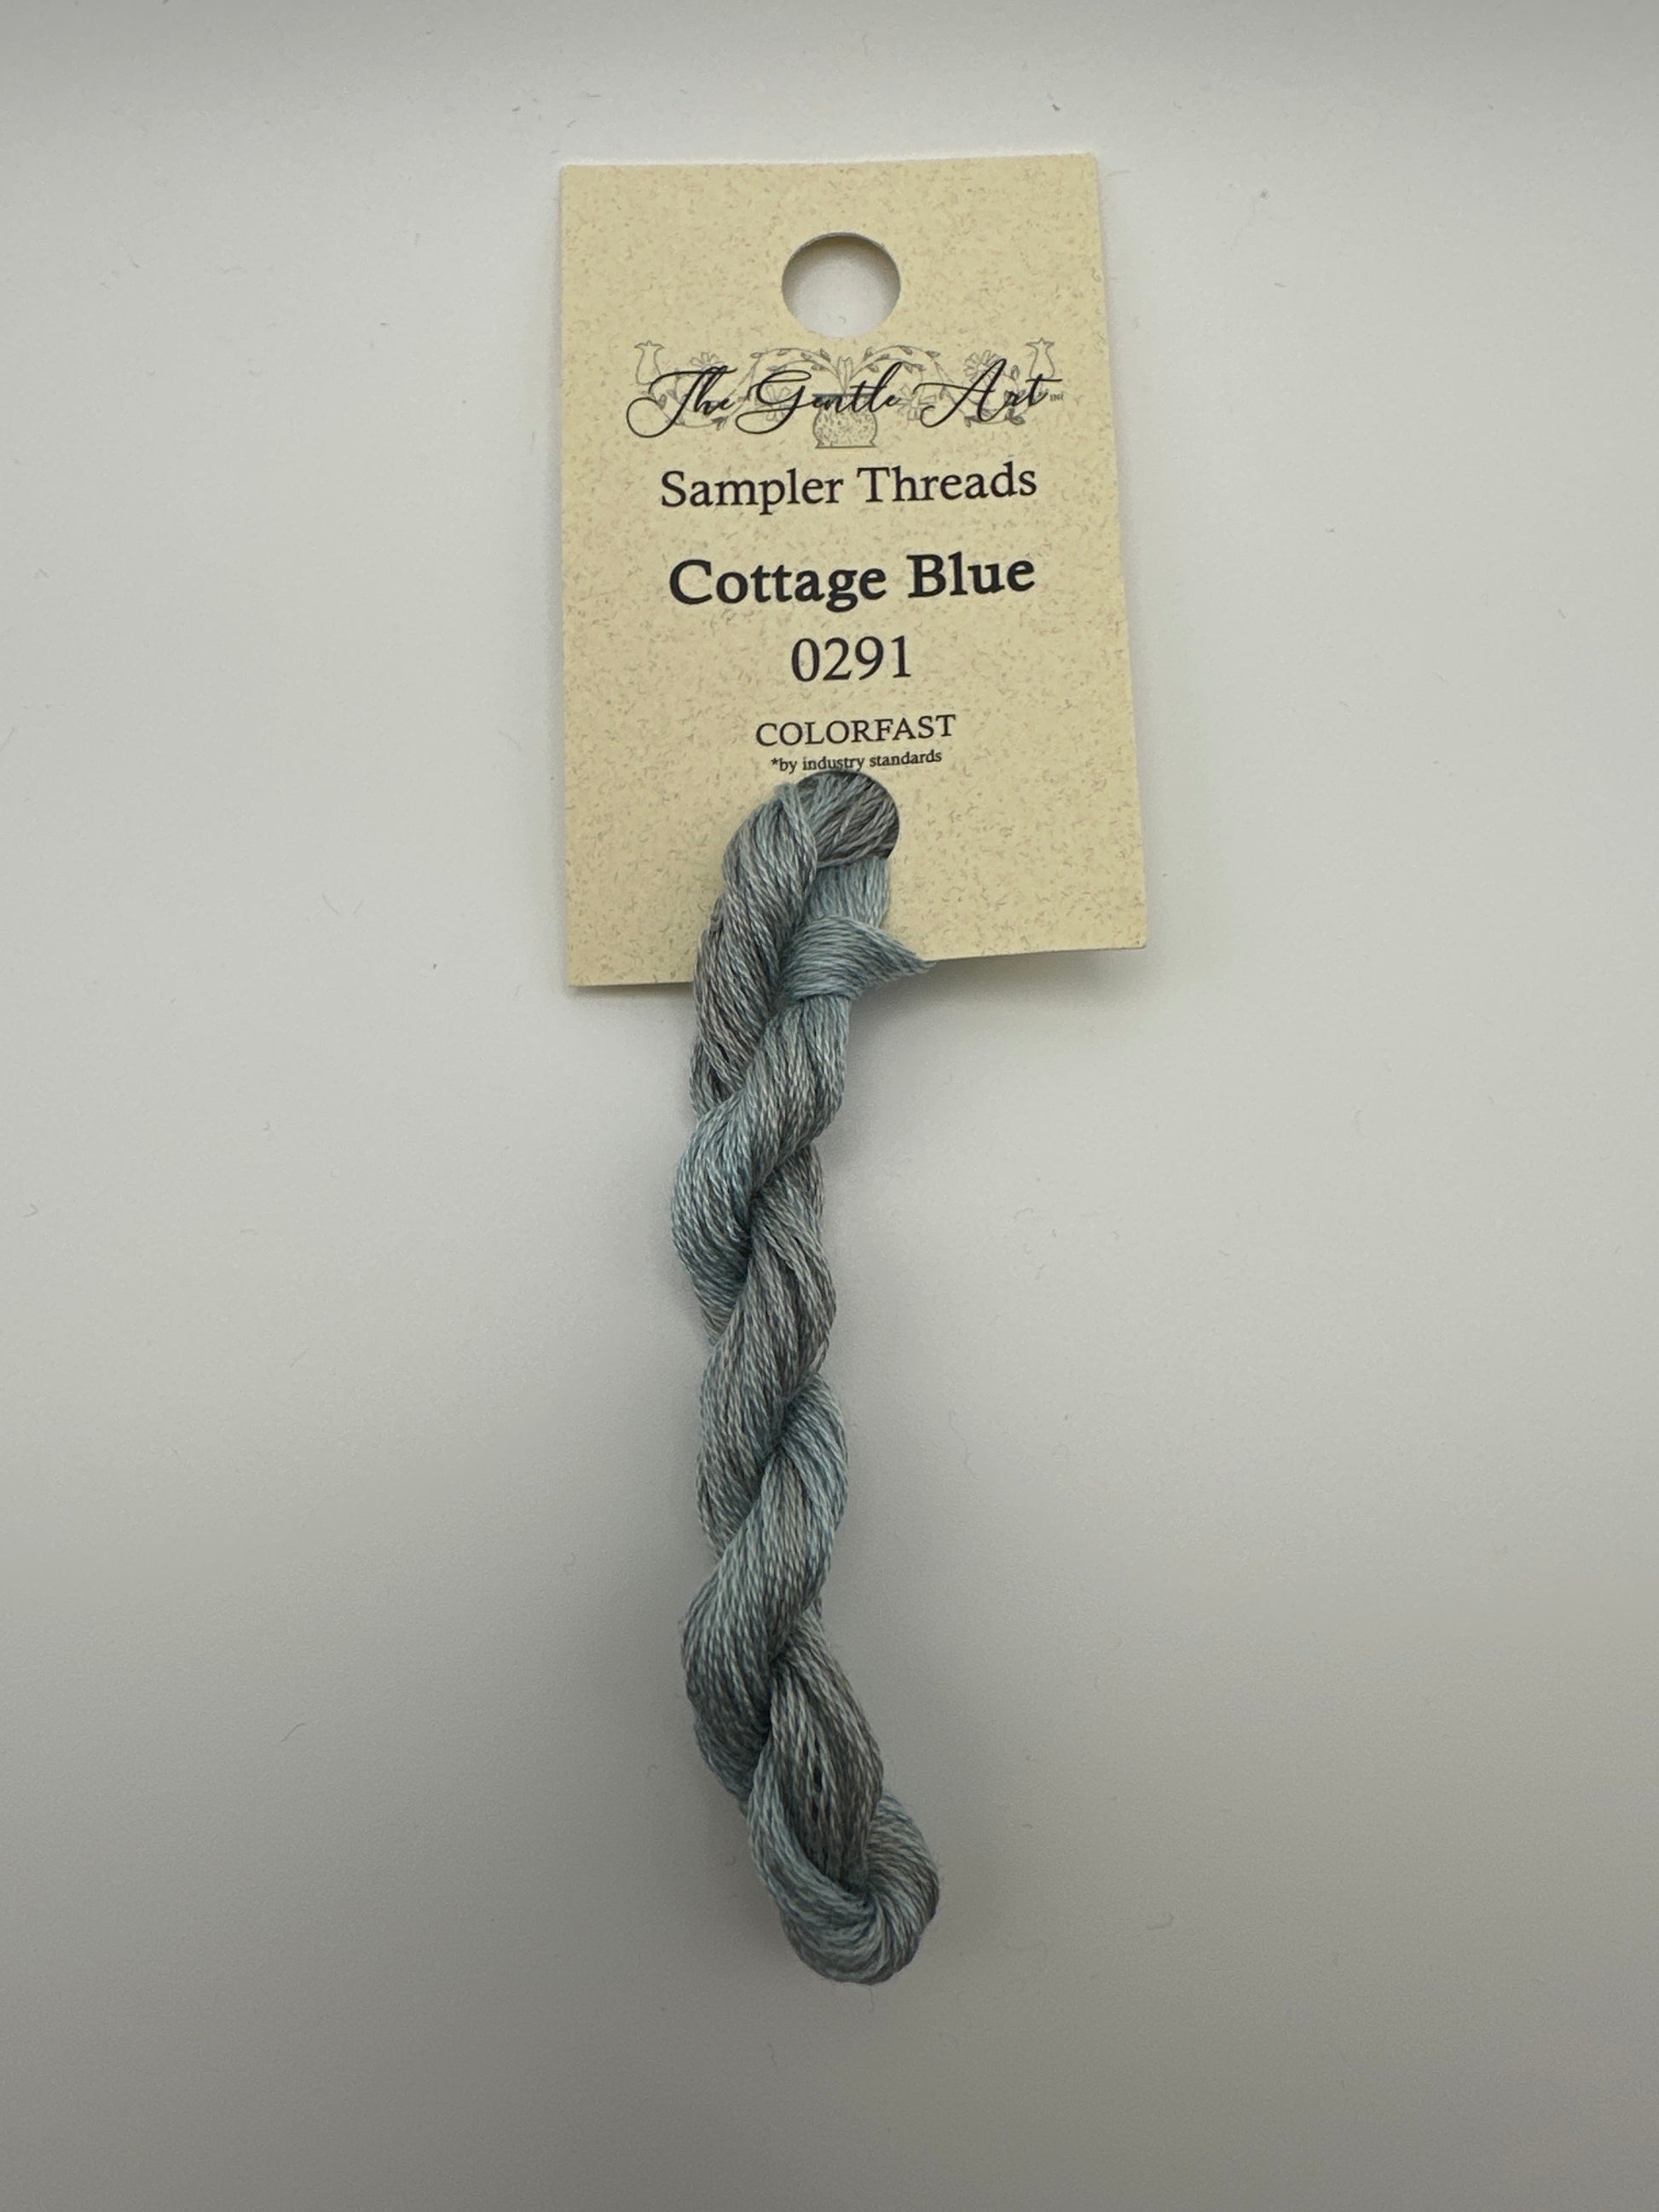 The Gentle Art
Sampler Threads
Cottage Blue
0291
COLORFAST
*by industry standards